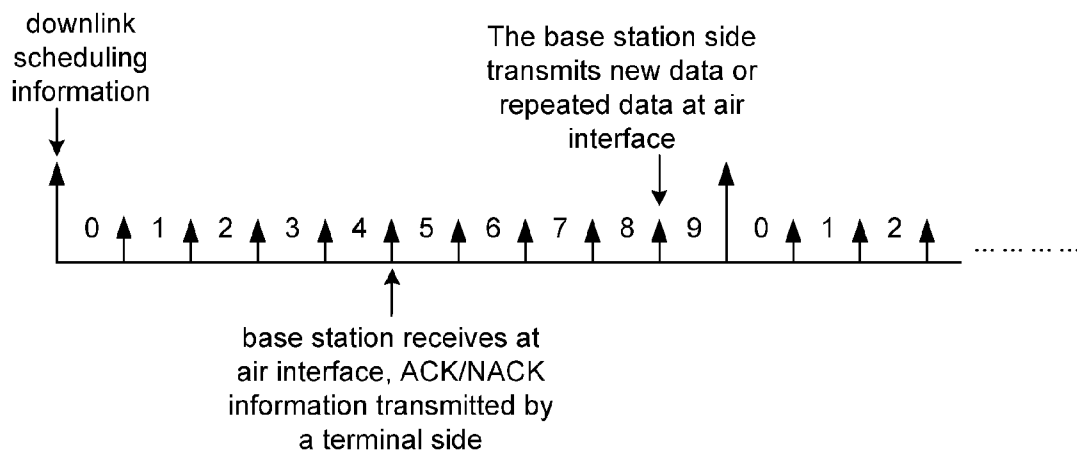 downlink
scheduling
information
The base station side
transmits new data or
repeated data at air
interface
0 1 2 3 4 5 6 7 8 9 0 1 2 ... ... ... ...
base station receives at
air interface, ACK/NACK
information transmitted by
a terminal side